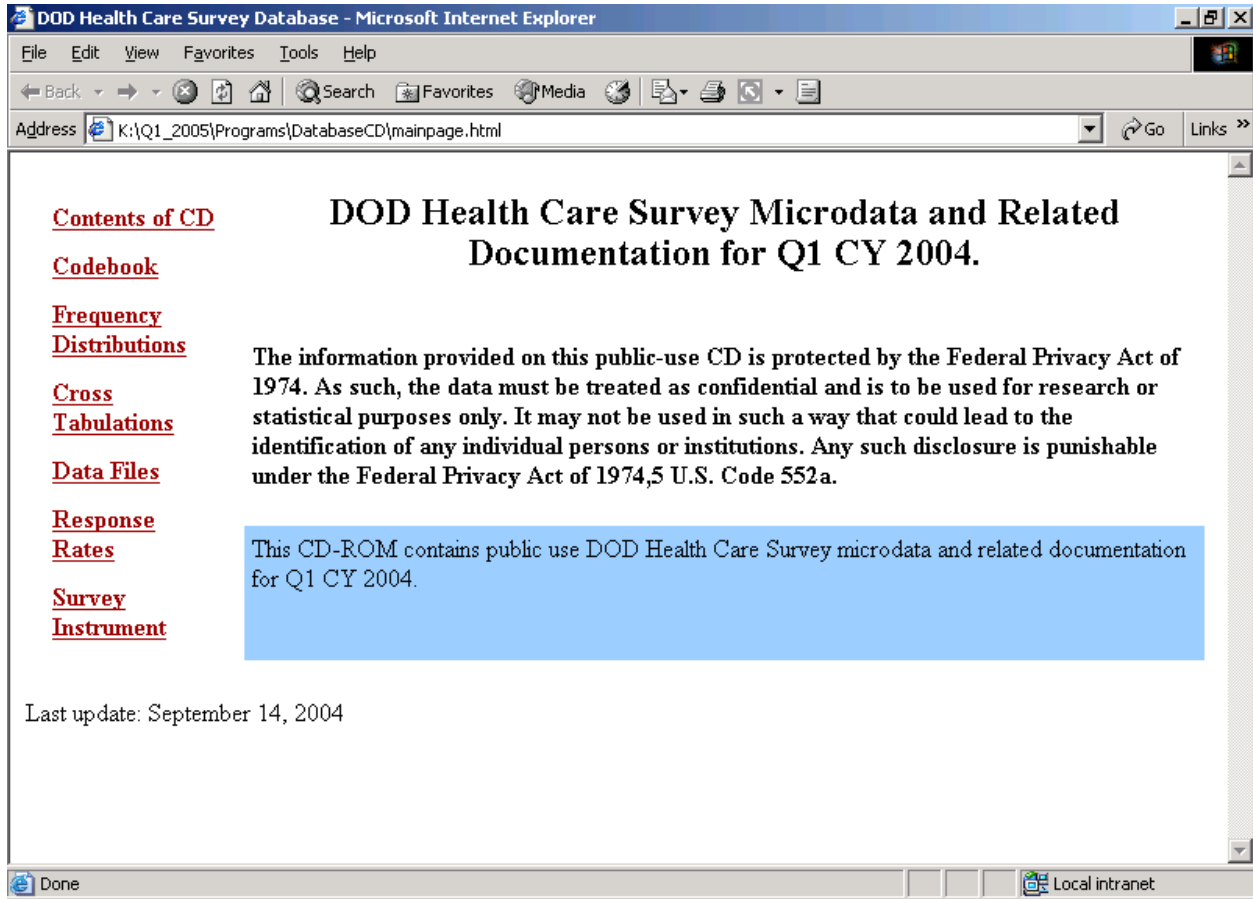 DOD Health Care Survey Database - Microsoft Internet Explorer
File Edit View Favorites Tools Help
Back Search Favorites Media
Address K:\Q1_2005\Programs\DatabaseCD\mainpage.html Go Links »
Contents of CD
Codebook
Frequency
Distributions
Cross
Tabulations
Data Files
Response
Rates
Survey
Instrument
DOD Health Care Survey Microdata and Related
Documentation for Q1 CY 2004.
The information provided on this public-use CD is protected by the Federal Privacy Act of
1974. As such, the data must be treated as confidential and is to be used for research or
statistical purposes only. It may not be used in such a way that could lead to the
identification of any individual persons or institutions. Any such disclosure is punishable
under the Federal Privacy Act of 1974,5 U.S. Code 552a.
This CD-ROM contains public use DOD Health Care Survey microdata and related documentation
for Q1 CY 2004.
Last update: September 14, 2004
Done Local intranet